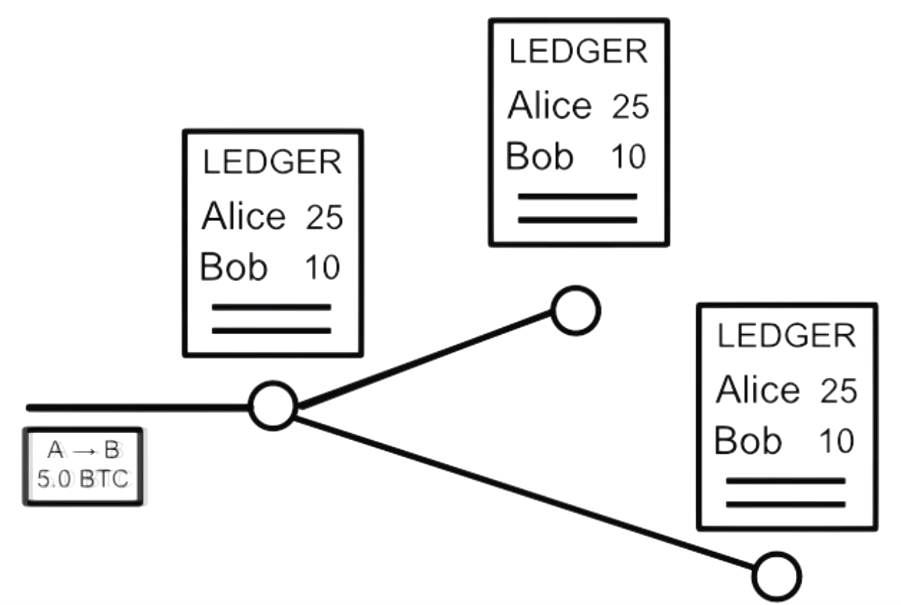 LEDGER
Alice 25
Bob 10
LEDGER
Alice 25
Bob 10
LEDGER
Alice 25
Bob 10
A → B
5.0 BTC